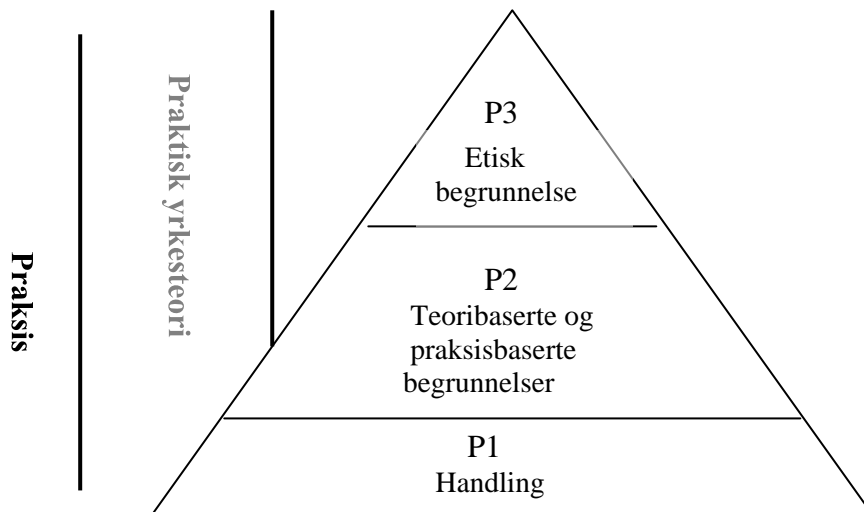 Praksis
Praktisk yrkesteori
P3
Etisk
begrunnelse
P2
Teoribaserte og
praksisbaserte
begrunnelser
P1
Handling